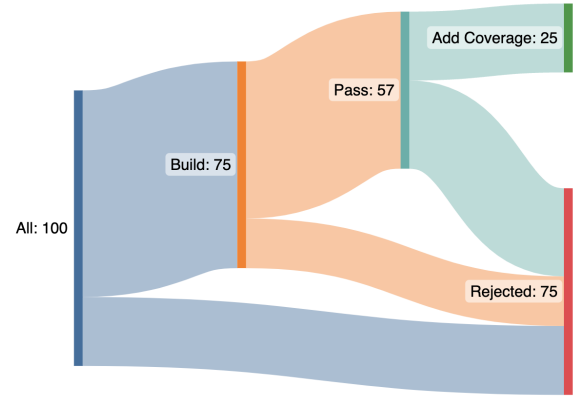 Add Coverage: 25
Pass: 57
Build: 75
All: 100
Rejected: 75